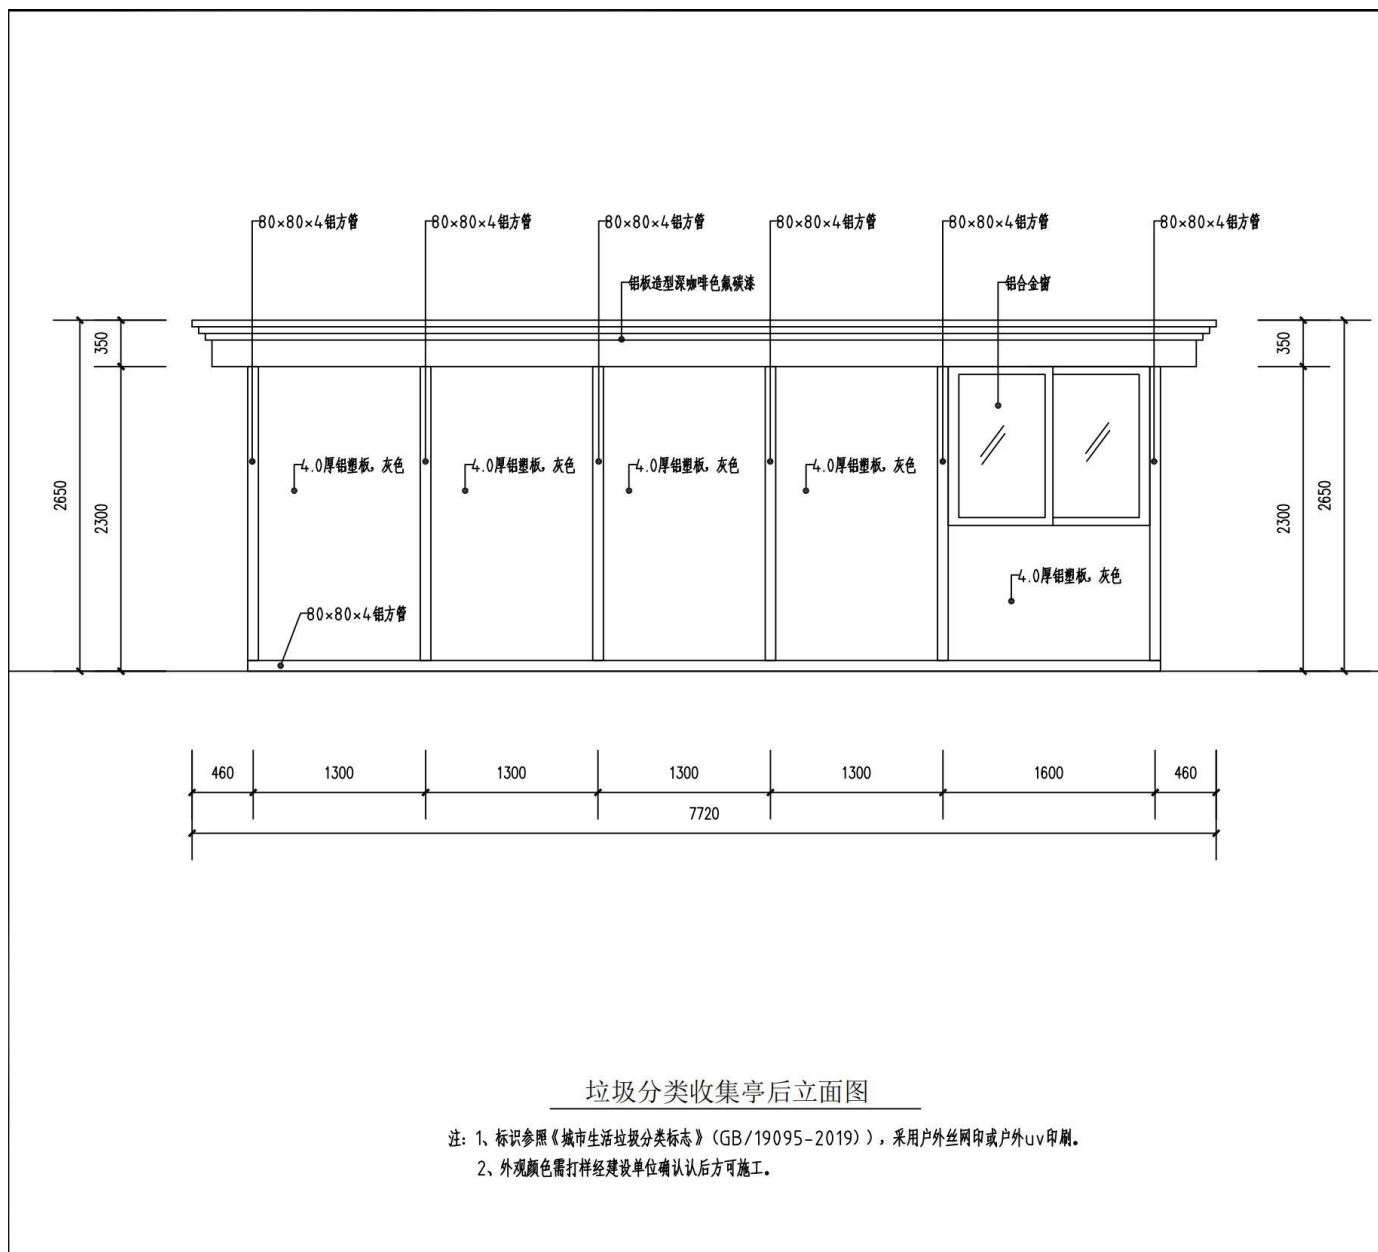 80×80×4铝方管
80×80×4铝方管
80×80×4铝方管
80×80×4铝方管
80×80×4铝方管
80×80×4铝方管
铝板造型深咖啡色氟碳漆
铝合金窗
350
350
4.0厚铝塑板，灰色
4.0厚铝塑板，灰色
4.0厚铝塑板，灰色
4.0厚铝塑板，灰色
2650
2300
2300
2650
4.0厚铝塑板，灰色
80×80×4铝方管
460
1300
1300
1300
1300
1600
460
7720
垃圾分类收集亭后立面图
注：1、标识参照《城市生活垃圾分类标志》（GB/19095-2019）），采用户外丝网印或户外uv印刷。
2、外观颜色需打样经建设单位确认认后方可施工。